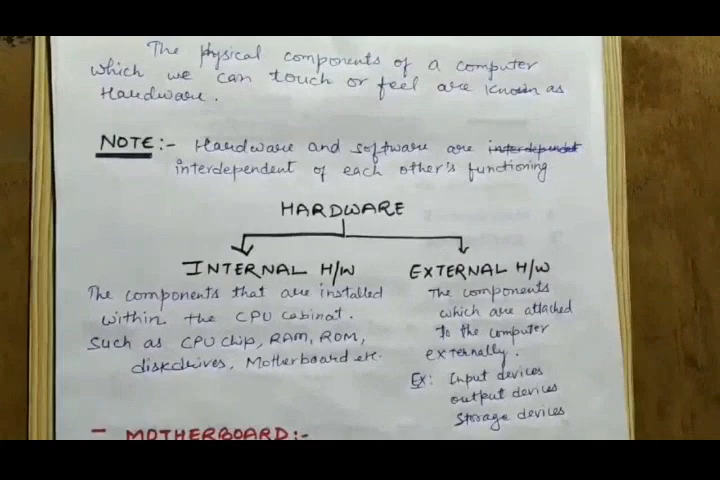 The physical components of a computer
which we can touch or feel are known as
Hardware.
NOTE:- Hardware and software are interdependent
interdependent of each other's functioning
HARDWARE
INTERNAL H/W
The components that are installed
within the CPU cabinat.
Such as CPU chip, RAM, ROM,
diskdrives, Motherboard etc.
EXTERNAL H/W
The components
which are attached
to the computer
externally.
EX: Input devices
output devices
Storage devices
- MOTHERBOARD:-